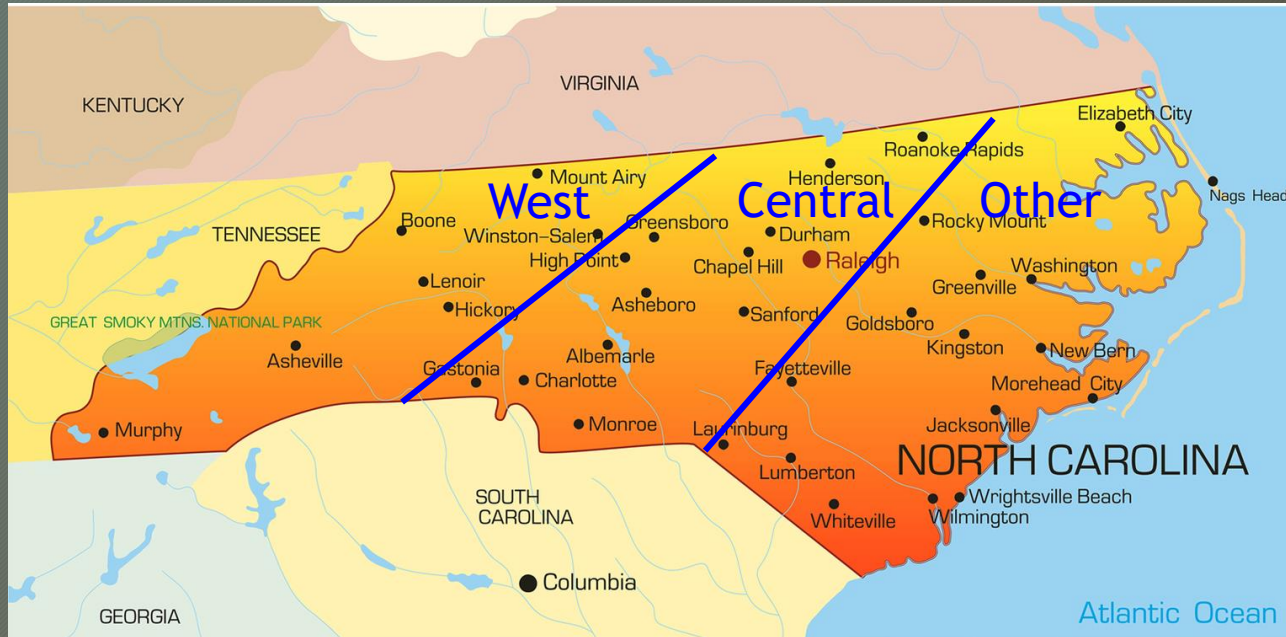 VIRGINIA
KENTUCKY
Elizabeth City
Roanoke Rapids
Mount Airy
Henderson
Nags Head
West
Central
Other
Boone
Greensboro
Rocky Mount
TENNESSEE
Winston-Salem
Durham
High Point
Chapel Hill
Raleigh
Washington
Lenoir
Greenville
Hickory
Asheboro
Sanford
Goldsboro
GREAT SMOKY MTNS. NATIONAL PARK
Kingston
New Bern
Asheville
Albemarle
Gastonia
Charlotte
Fayetteville
Morehead City
Murphy
Monroe
Laurinburg
Jacksonville
NORTH CAROLINA
Lumberton
SOUTH
CAROLINA
Wrightsville Beach
Whiteville
Wilmington
Columbia
GEORGIA
Atlantic Ocean